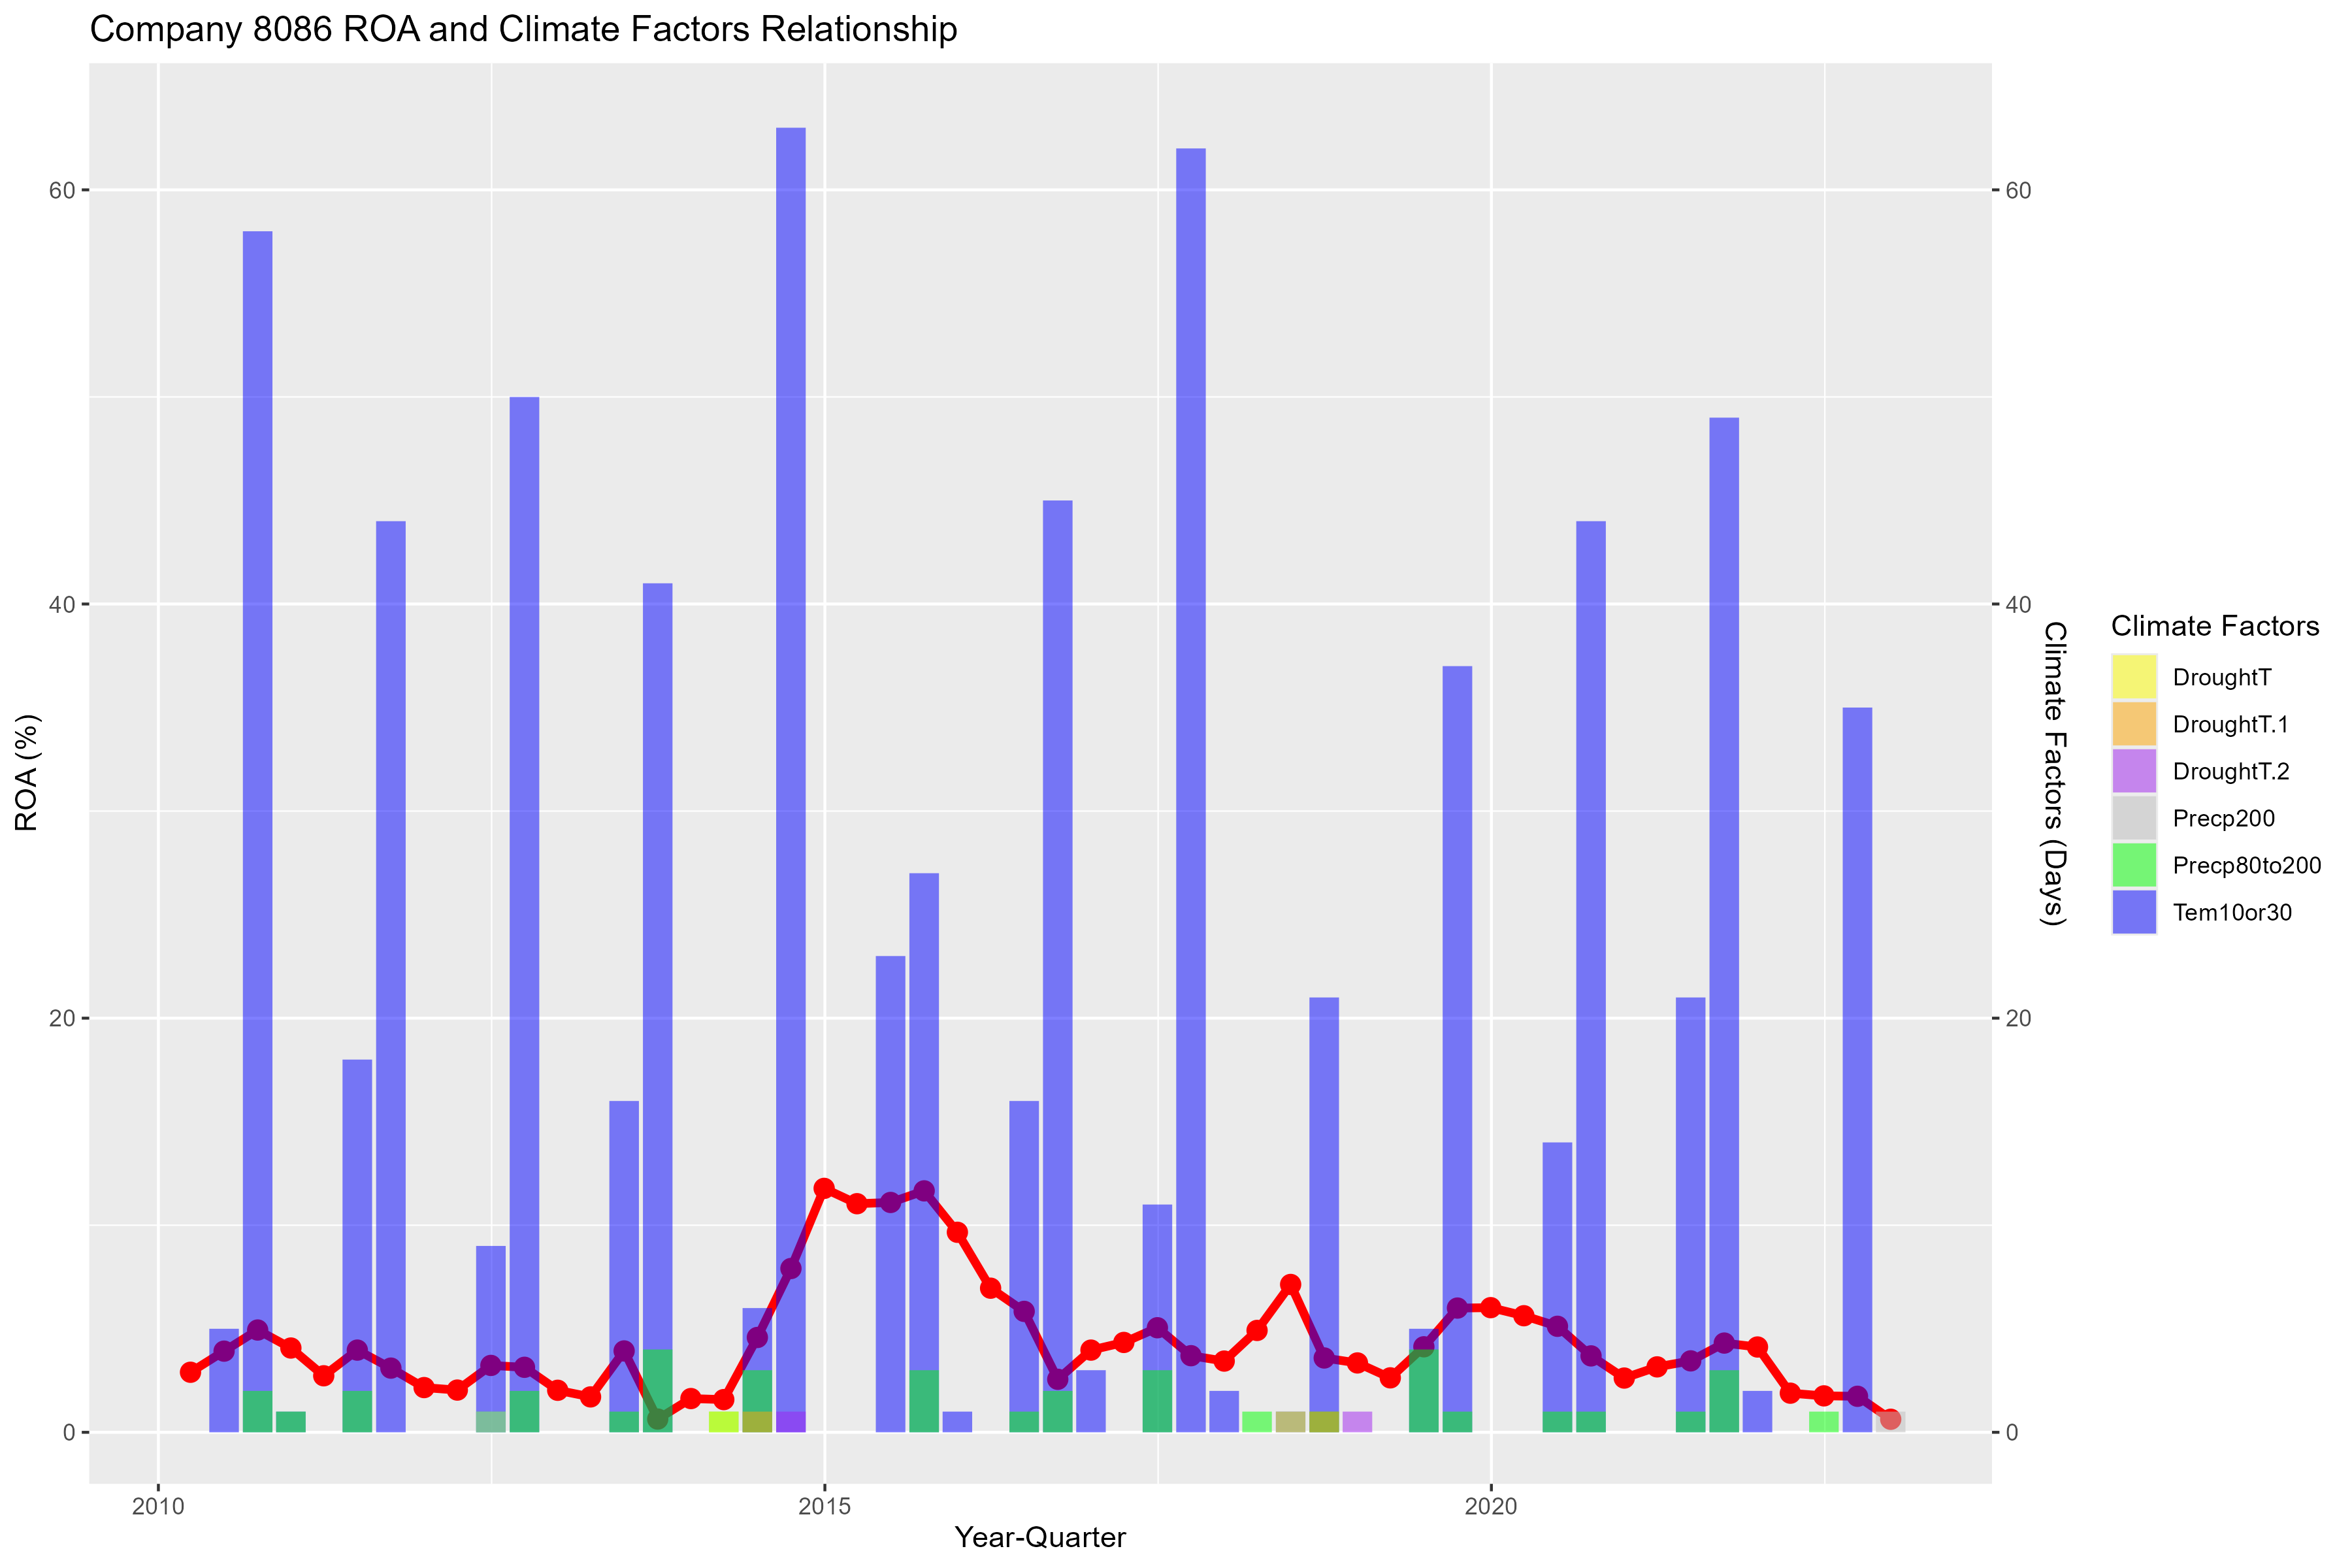 Company 8086 ROA and Climate Factors Relationship
ROA (%)
60
40
20
0
60
40
20
0
Climate Factors (Days)
2010
2015
2020
Year-Quarter
Climate Factors
DroughtT
DroughtT.1
DroughtT.2
Precp200
Precp80to200
Tem10or30